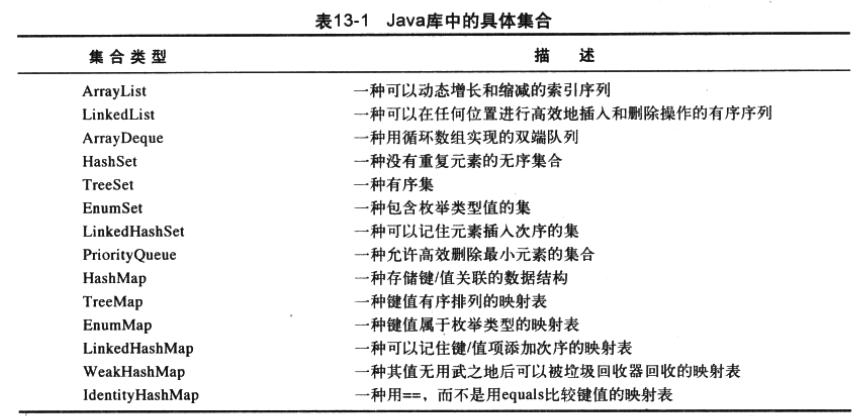 表13-1 Java库中的具体集合
集合类型 描述
ArrayList 一种可以动态增长和缩减的索引序列
LinkedList 一种可以在任何位置进行高效地插入和删除操作的有序序列
ArrayDeque 一种用循环数组实现的双端队列
HashSet 一种没有重复元素的无序集合
TreeSet 一种有序集
EnumSet 一种包含枚举类型值的集
LinkedHashSet 一种可以记住元素插入次序的集
PriorityQueue 一种允许高效删除最小元素的集合
HashMap 一种存储键/值关联的数据结构
TreeMap 一种键值有序排列的映射表
EnumMap 一种键值属于枚举类型的映射表
LinkedHashMap 一种可以记住键/值项添加次序的映射表
WeakHashMap 一种其值无用武之地后可以被垃圾回收器回收的映射表
IdentityHashMap 一种用==，而不是用equals比较键值的映射表